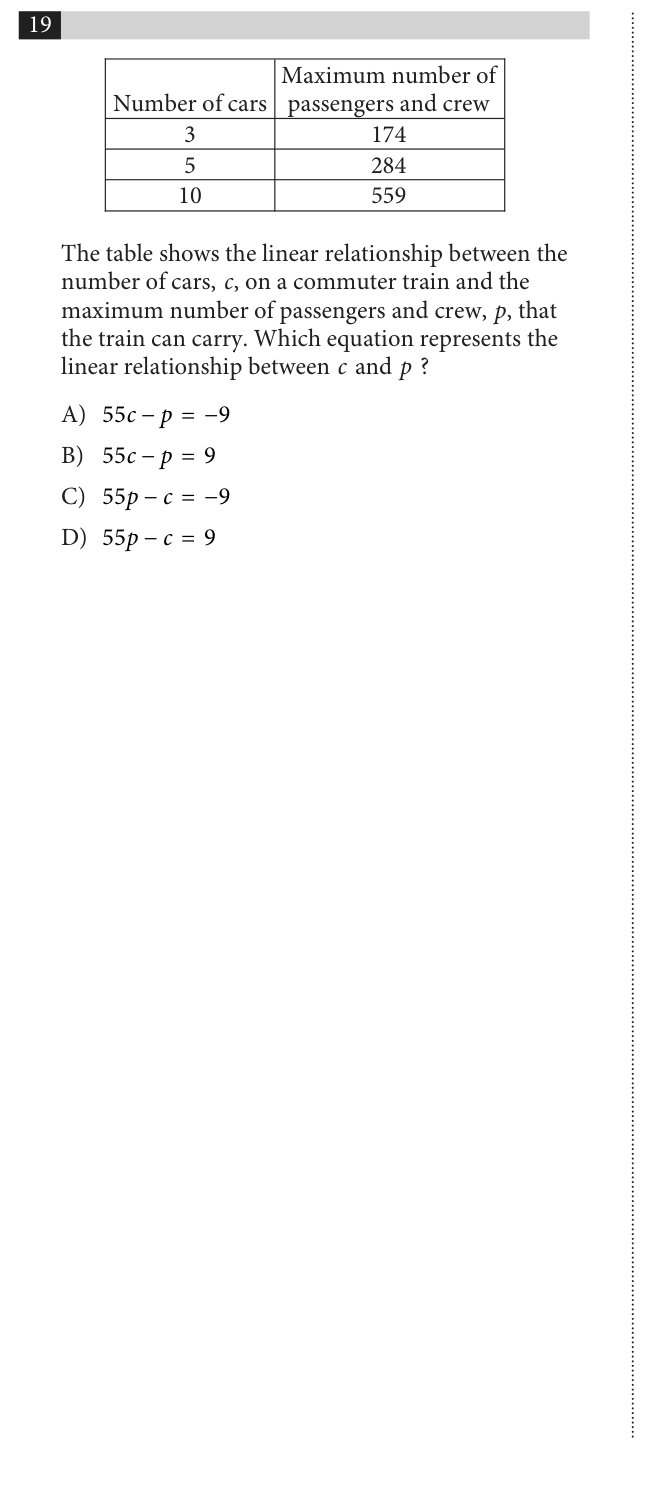 19
Number of cars Maximum number of passengers and crew
3 174
5 284
10 559
The table shows the linear relationship between the
number of cars, c, on a commuter train and the
maximum number of passengers and crew, p, that
the train can carry. Which equation represents the
linear relationship between c and p ?
A) 55c – p = –9
B) 55c – p = 9
C) 55p – c = –9
D) 55p – c = 9